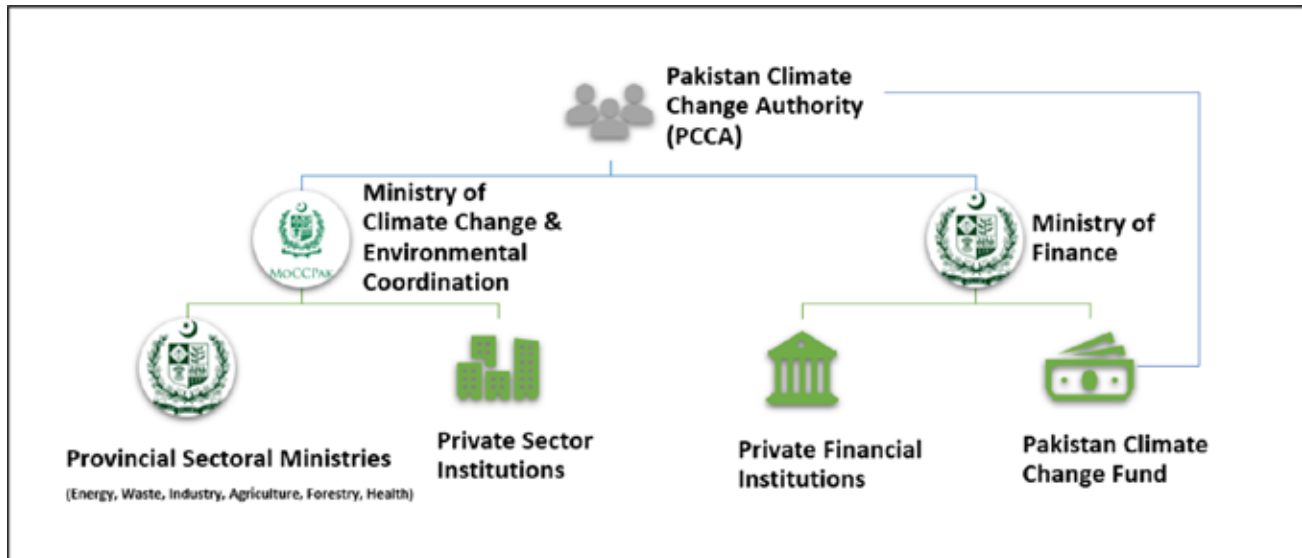 Pakistan Climate
Change Authority
(PCCA)
Ministry of
Climate Change &
Environmental
Coordination
MoCCPak
Ministry of
Finance
Provincial Sectoral Ministries
(Energy, Waste, Industry, Agriculture, Forestry, Health)
Private Sector
Institutions
Private Financial
Institutions
Pakistan Climate
Change Fund